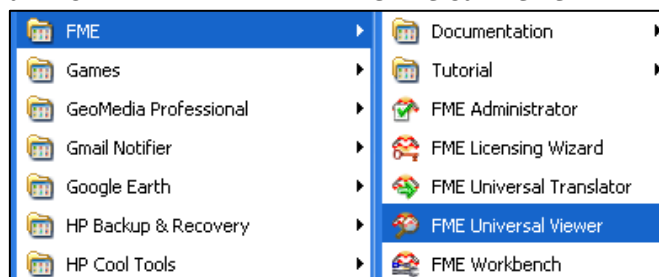 FME
Games
GeoMedia Professional
Gmail Notifier
Google Earth
HP Backup & Recovery
HP Cool Tools
Documentation
Tutorial
FME Administrator
FME Licensing Wizard
FME Universal Translator
FME Universal Viewer
FME Workbench